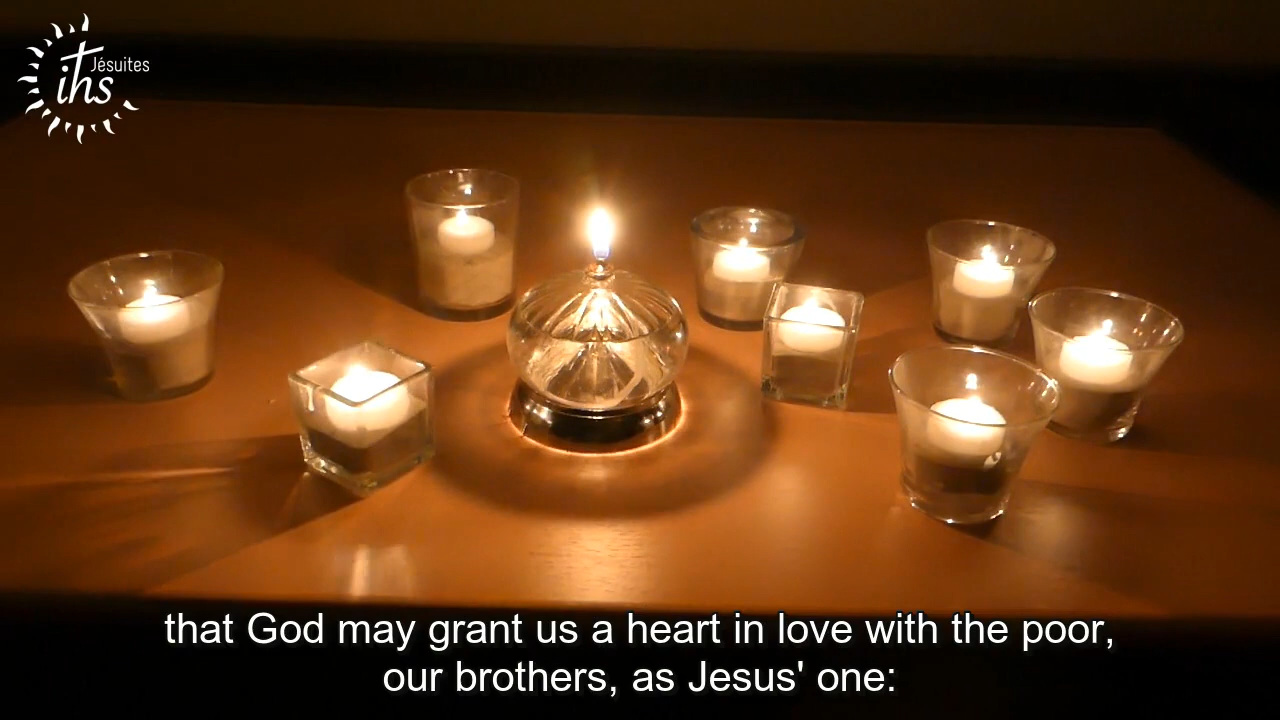 Jésuites
ihs
that God may grant us a heart in love with the poor,
our brothers, as Jesus' one: